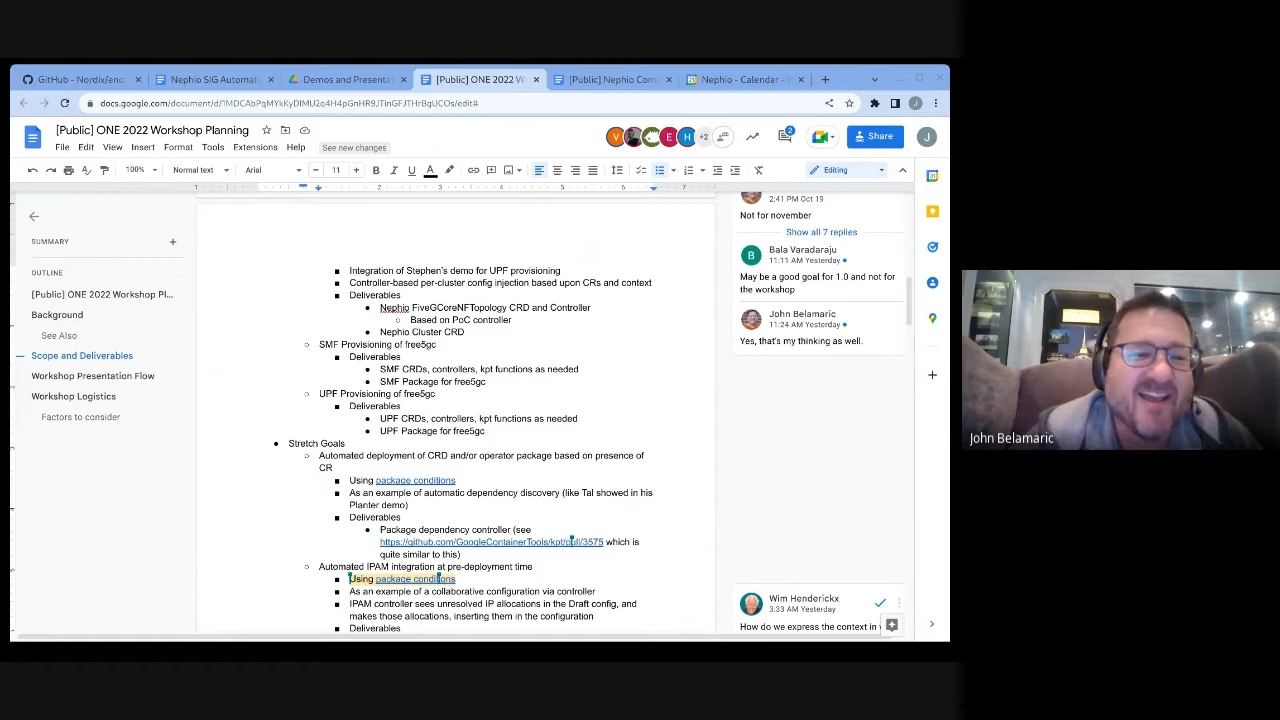 GitHub - Nordix/eno
Nephio SIG Automati
Demos and Presentat
[Public] ONE 2022 W
[Public] Nephio Com
Nephio - Calendar - W
docs.google.com/document/d/1MDCAbPqMYkKyDIMU2q4H4pGnHR9JTinGFJTHrBgUCOs/edit#
[Public] ONE 2022 Workshop Planning
V E H +2 2 Share J
File Edit View Insert Format Tools Extensions Help See new changes
100% Normal text Arial 11 B I U A Editing
1 1 2 3 4 5 6 7
SUMMARY
OUTLINE
[Public] ONE 2022 Workshop Pl...
Background
See Also
Scope and Deliverables
Workshop Presentation Flow
Workshop Logistics
Factors to consider
Integration of Stephen's demo for UPF provisioning
Controller-based per-cluster config injection based upon CRs and context
Deliverables
Nephio FiveGCoreNFTopology CRD and Controller
Based on PoC controller
Nephio Cluster CRD
SMF Provisioning of free5gc
Deliverables
SMF CRDs, controllers, kpt functions as needed
SMF Package for free5gc
UPF Provisioning of free5gc
Deliverables
UPF CRDs, controllers, kpt functions as needed
UPF Package for free5gc
Stretch Goals
Automated deployment of CRD and/or operator package based on presence of
CR
Using package conditions
As an example of automatic dependency discovery (like Tal showed in his
Planter demo)
Deliverables
Package dependency controller (see
https://github.com/GoogleContainerTools/kpt/pull/3575 which is
quite similar to this)
Automated IPAM integration at pre-deployment time
Using package conditions
As an example of a collaborative configuration via controller
IPAM controller sees unresolved IP allocations in the Draft config, and
makes those allocations, inserting them in the configuration
Deliverables
2:41 PM Oct 19
Not for november
Show all 7 replies
B Bala Varadaraju
11:11 AM Yesterday
May be a good goal for 1.0 and not for
the workshop
John Belamaric
11:24 AM Yesterday
Yes, that's my thinking as well.
Wim Henderickx
3:33 AM Yesterday
How do we express the context in
John Belamaric